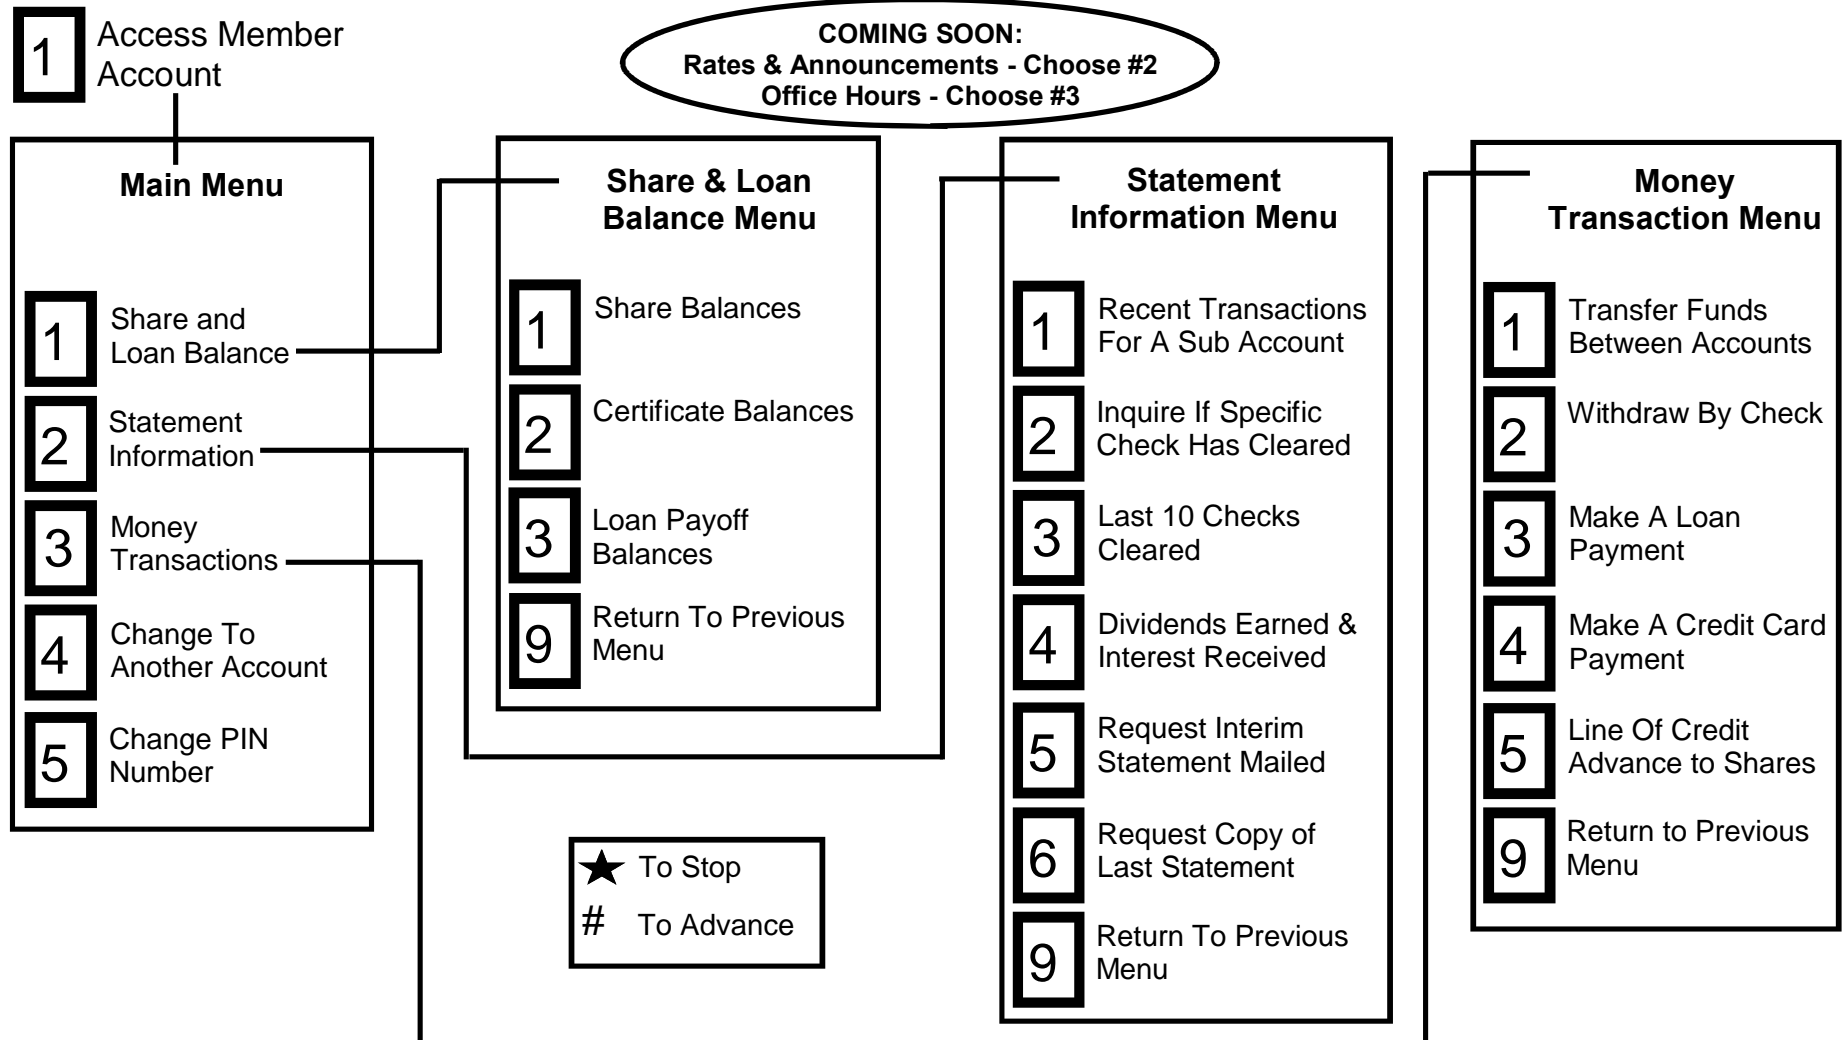 1
Access Member
Account
COMING SOON:
Rates & Announcements - Choose #2
Office Hours - Choose #3
Main Menu
1
Share and
Loan Balance
2
Statement
Information
3
Money
Transactions
4
Change To
Another Account
5
Change PIN
Number
Share & Loan
Balance Menu
1
Share Balances
2
Certificate Balances
3
Loan Payoff
Balances
9
Return To Previous
Menu
★ To Stop
# To Advance
Statement
Information Menu
1
Recent Transactions
For A Sub Account
2
Inquire If Specific
Check Has Cleared
3
Last 10 Checks
Cleared
4
Dividends Earned &
Interest Received
5
Request Interim
Statement Mailed
6
Request Copy of
Last Statement
9
Return To Previous
Menu
Money
Transaction Menu
1
Transfer Funds
Between Accounts
2
Withdraw By Check
3
Make A Loan
Payment
4
Make A Credit Card
Payment
5
Line Of Credit
Advance to Shares
9
Return to Previous
Menu